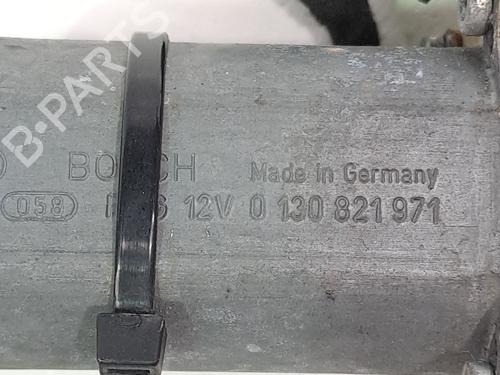 B-PARTS
BOSCH Made in Germany
058 12V 0 130 821 971